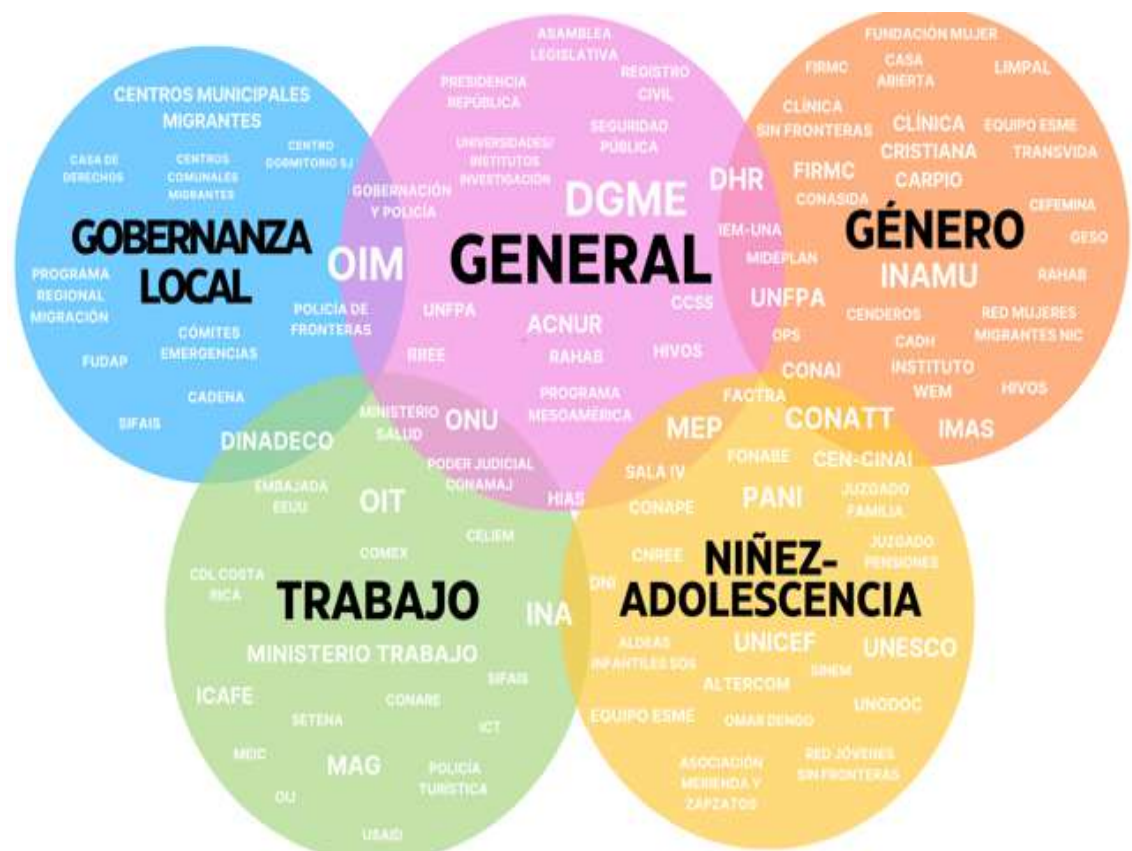 CENTROS MUNICIPALES
MIGRANTES
CASA DE
DERECHOS
CENTROS
COMUNALES
MIGRANTES
CENTRO
DORMITORIO SJ
GOBERNANZA
LOCAL
PROGRAMA
REGIONAL
MIGRACIÓN
POLICÍA DE
FRONTERAS
CÓMITES
EMERGENCIAS
FUDAP
CADENA
SIFAIS
DINADECO
GOBERNACIÓN
Y POLICÍA
OIM
ASAMBLEA
LEGISLATIVA
PRESIDENCIA
REPÚBLICA
REGISTRO
CIVIL
UNIVERSIDADES/
INSTITUTOS
INVESTIGACIÓN
SEGURIDAD
PÚBLICA
DGME
GENERAL
UNFPA
CCSS
ACNUR
RREE
RAHAB
HIVOS
PROGRAMA
MESOAMÉRICA
MINISTERIO
SALUD
ONU
PODER JUDICIAL
CONAMAJ
HIAS
DHR
IEM-UNA
MIDEPLAN
UNFPA
OPS
FACTRA
MEP
SALA IV
FUNDACIÓN MUJER
FIRMC
CASA
ABIERTA
LIMPAL
CLÍNICA
SIN FRONTERAS
CLÍNICA
CRISTIANA
CARPIO
EQUIPO ESME
TRANSVIDA
FIRMC
CONASIDA
CEFEMINA
GÉNERO
GESO
INAMU
RAHAB
CENDEROS
RED MUJERES
MIGRANTES NIC
CADH
INSTITUTO
WEM
CONAI
HIVOS
CONATT
IMAS
EMBAJADA
EEUU
OIT
CELIEM
COMEX
CDL COSTA
RICA
TRABAJO
INA
MINISTERIO TRABAJO
SIFAIS
ICAFE
CONARE
SETENA
ICT
MEIC
MAG
POLICÍA
TURÍSTICA
OIJ
USAID
FONABE
CEN-CINAI
CONAPE
PANI
JUZGADO
FAMILIA
CNREE
JUZGADO
PENSIONES
DNI
NIÑEZ-
ADOLESCENCIA
ALDEAS
INFANTILES SOS
UNICEF
UNESCO
SINEM
ALTERCOM
UNODOC
EQUIPO ESME
OMAR DENGO
ASOCIACIÓN
MERIENDA Y
ZAPZATOS
RED JÓVENES
SIN FRONTERAS